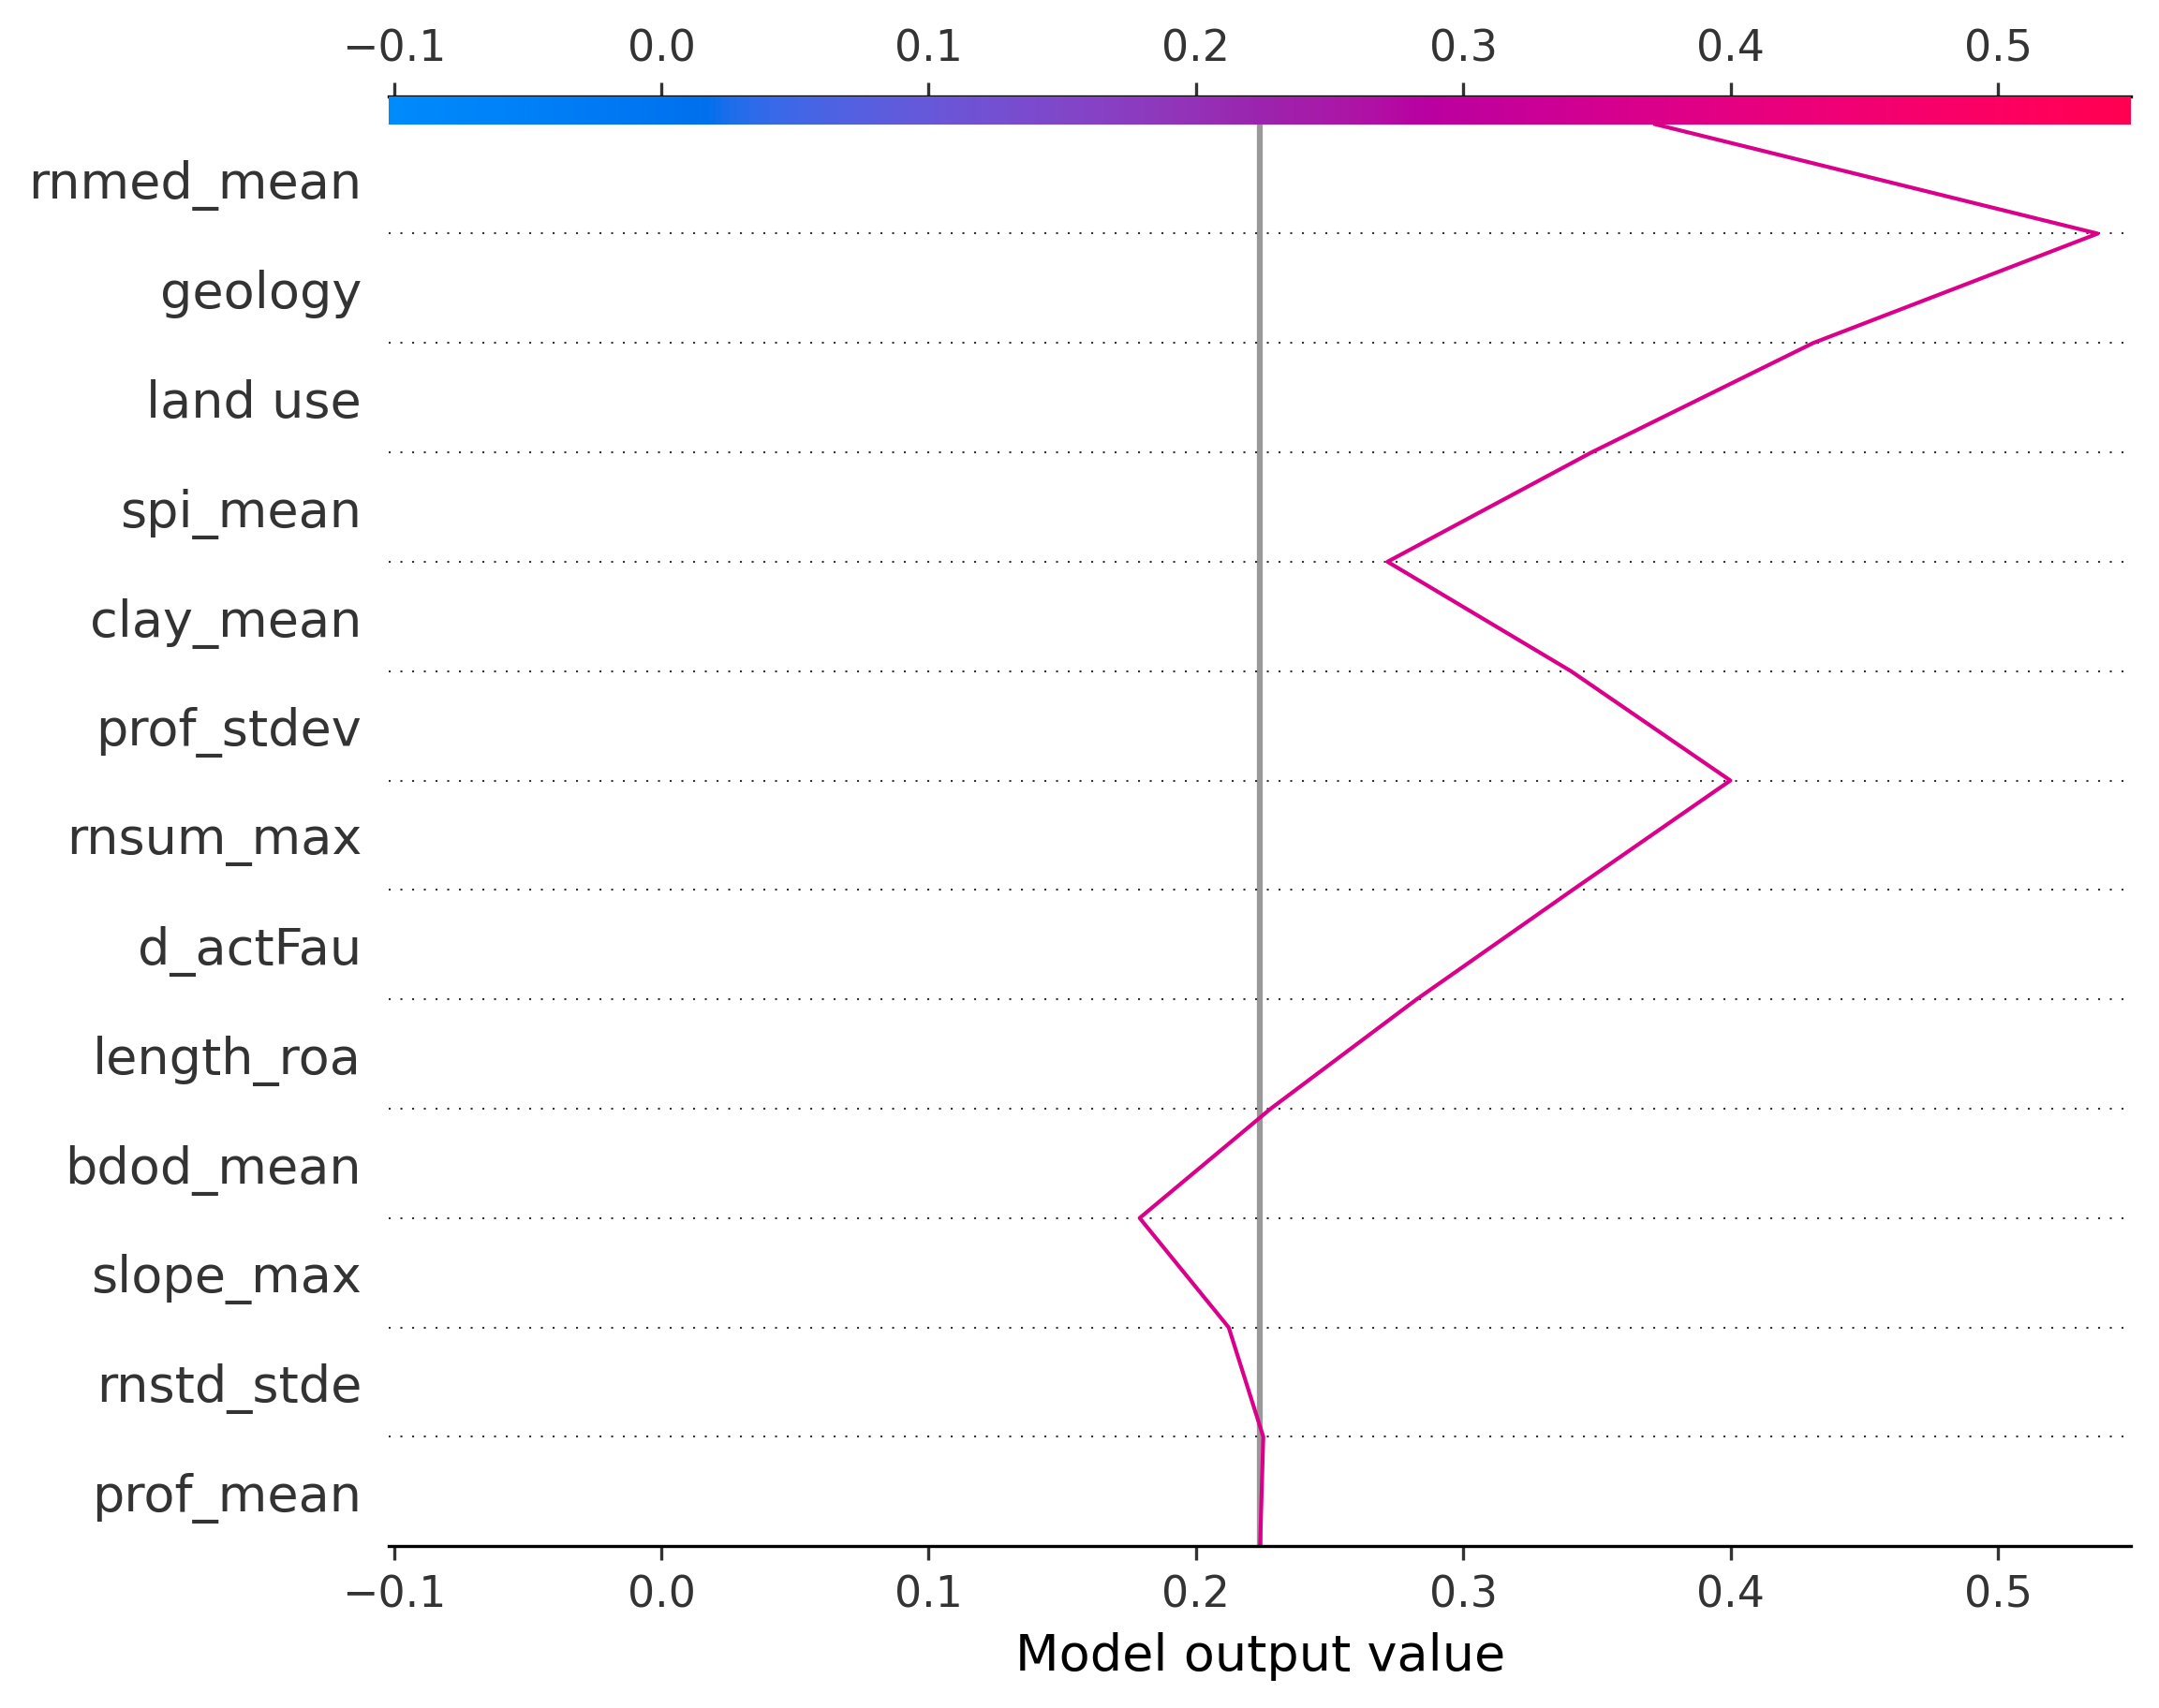 −0.1 0.0 0.1 0.2 0.3 0.4 0.5
rnmed_mean
geology
land use
spi_mean
clay_mean
prof_stdev
rnsum_max
d_actFau
length_roa
bdod_mean
slope_max
rnstd_stde
prof_mean
−0.1 0.0 0.1 0.2 0.3 0.4 0.5
Model output value